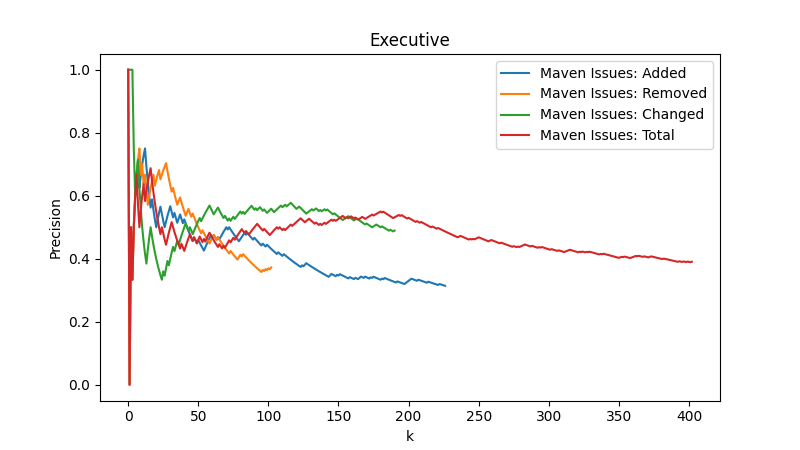 Executive
Maven Issues: Added
Maven Issues: Removed
Maven Issues: Changed
Maven Issues: Total
1.0
0.8
0.6
0.4
0.2
0.0
Precision
0 50 100 150 200 250 300 350 400
k